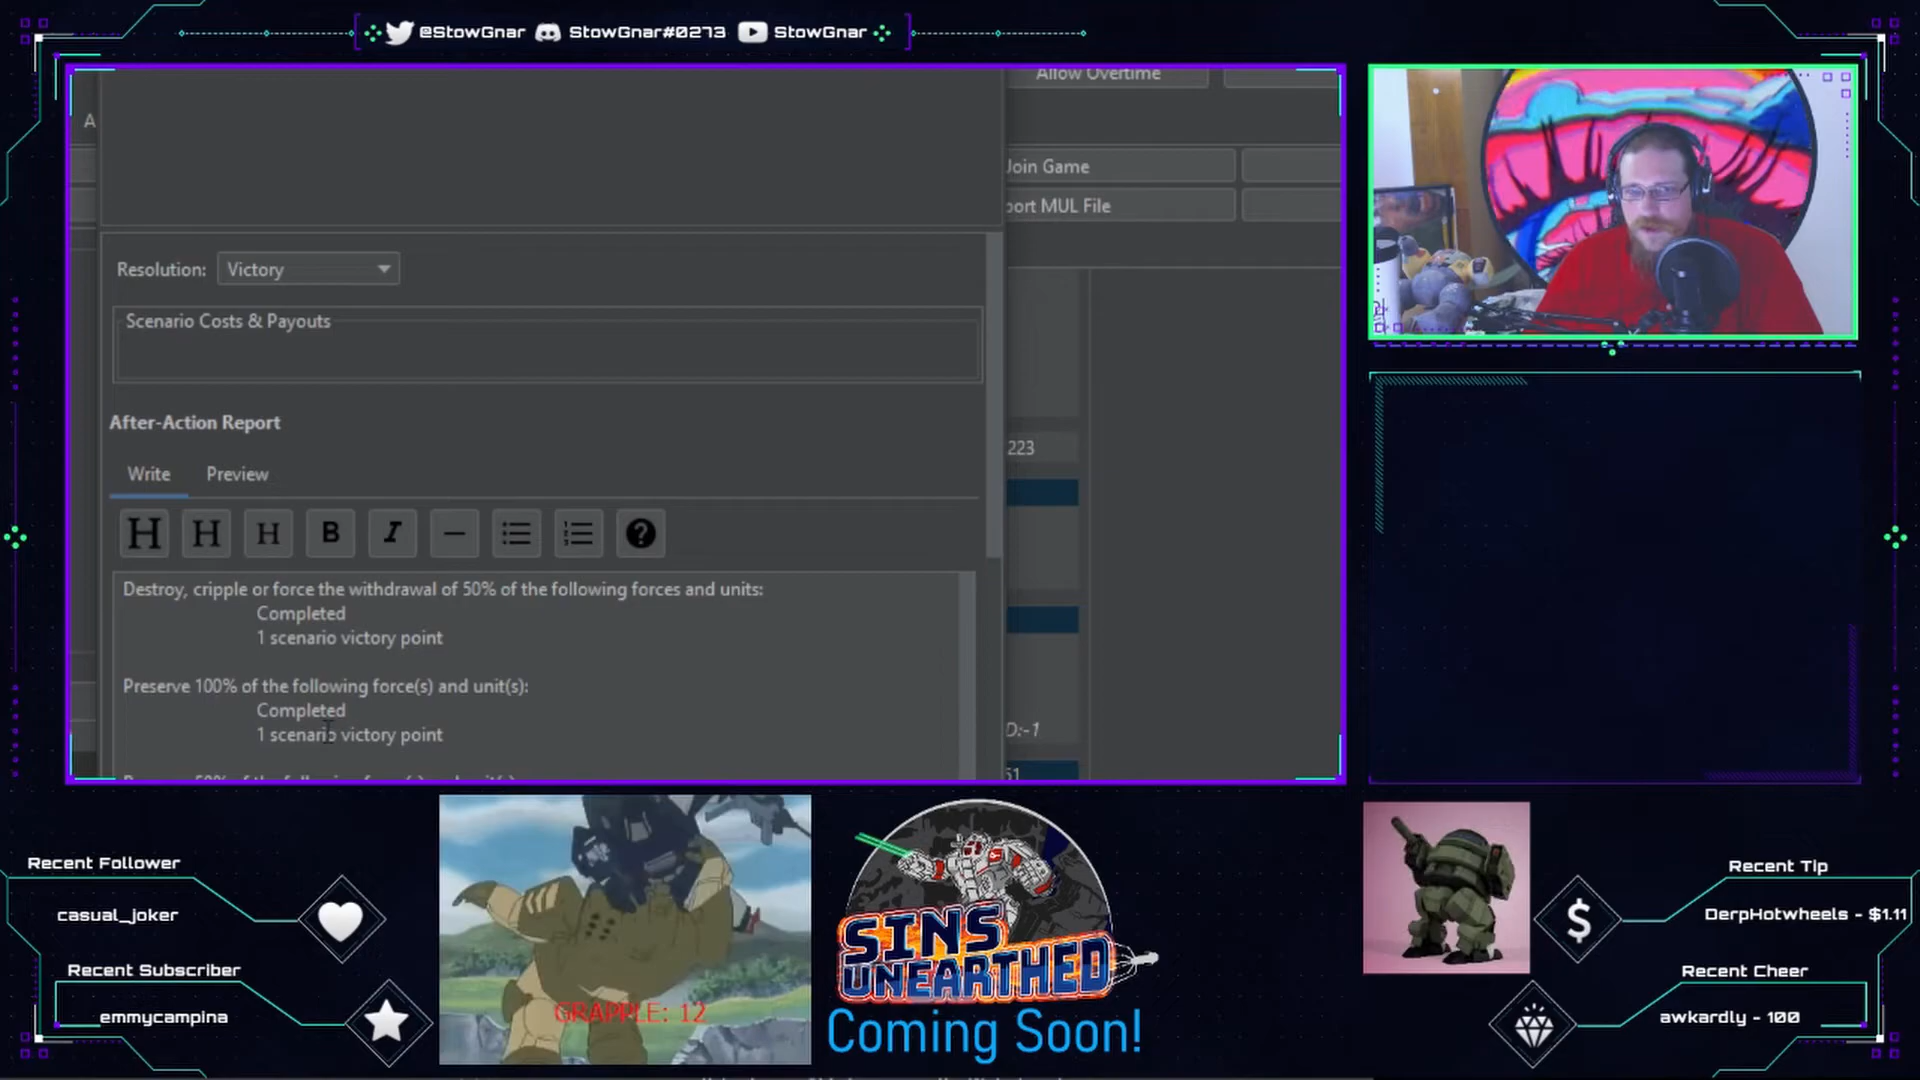 @StowGnar StowGnar#0273 StowGnar
Allow Overtime
A
Join Game
port MUL File
Resolution: Victory
Scenario Costs & Payouts
After-Action Report
223
Write Preview
H H H B I
Destroy, cripple or force the withdrawal of 50% of the following forces and units:
Completed
1 scenario victory point
Preserve 100% of the following force(s) and unit(s):
Completed
1 scenario victory point
D:-1
51
Recent Follower
casual_joker
Recent Subscriber
emmycampina
GRAPPLE: 12
SINS
UNEARTHED
Coming Soon!
Recent Tip
DerpHotwheels - $1.11
Recent Cheer
awkardly - 100